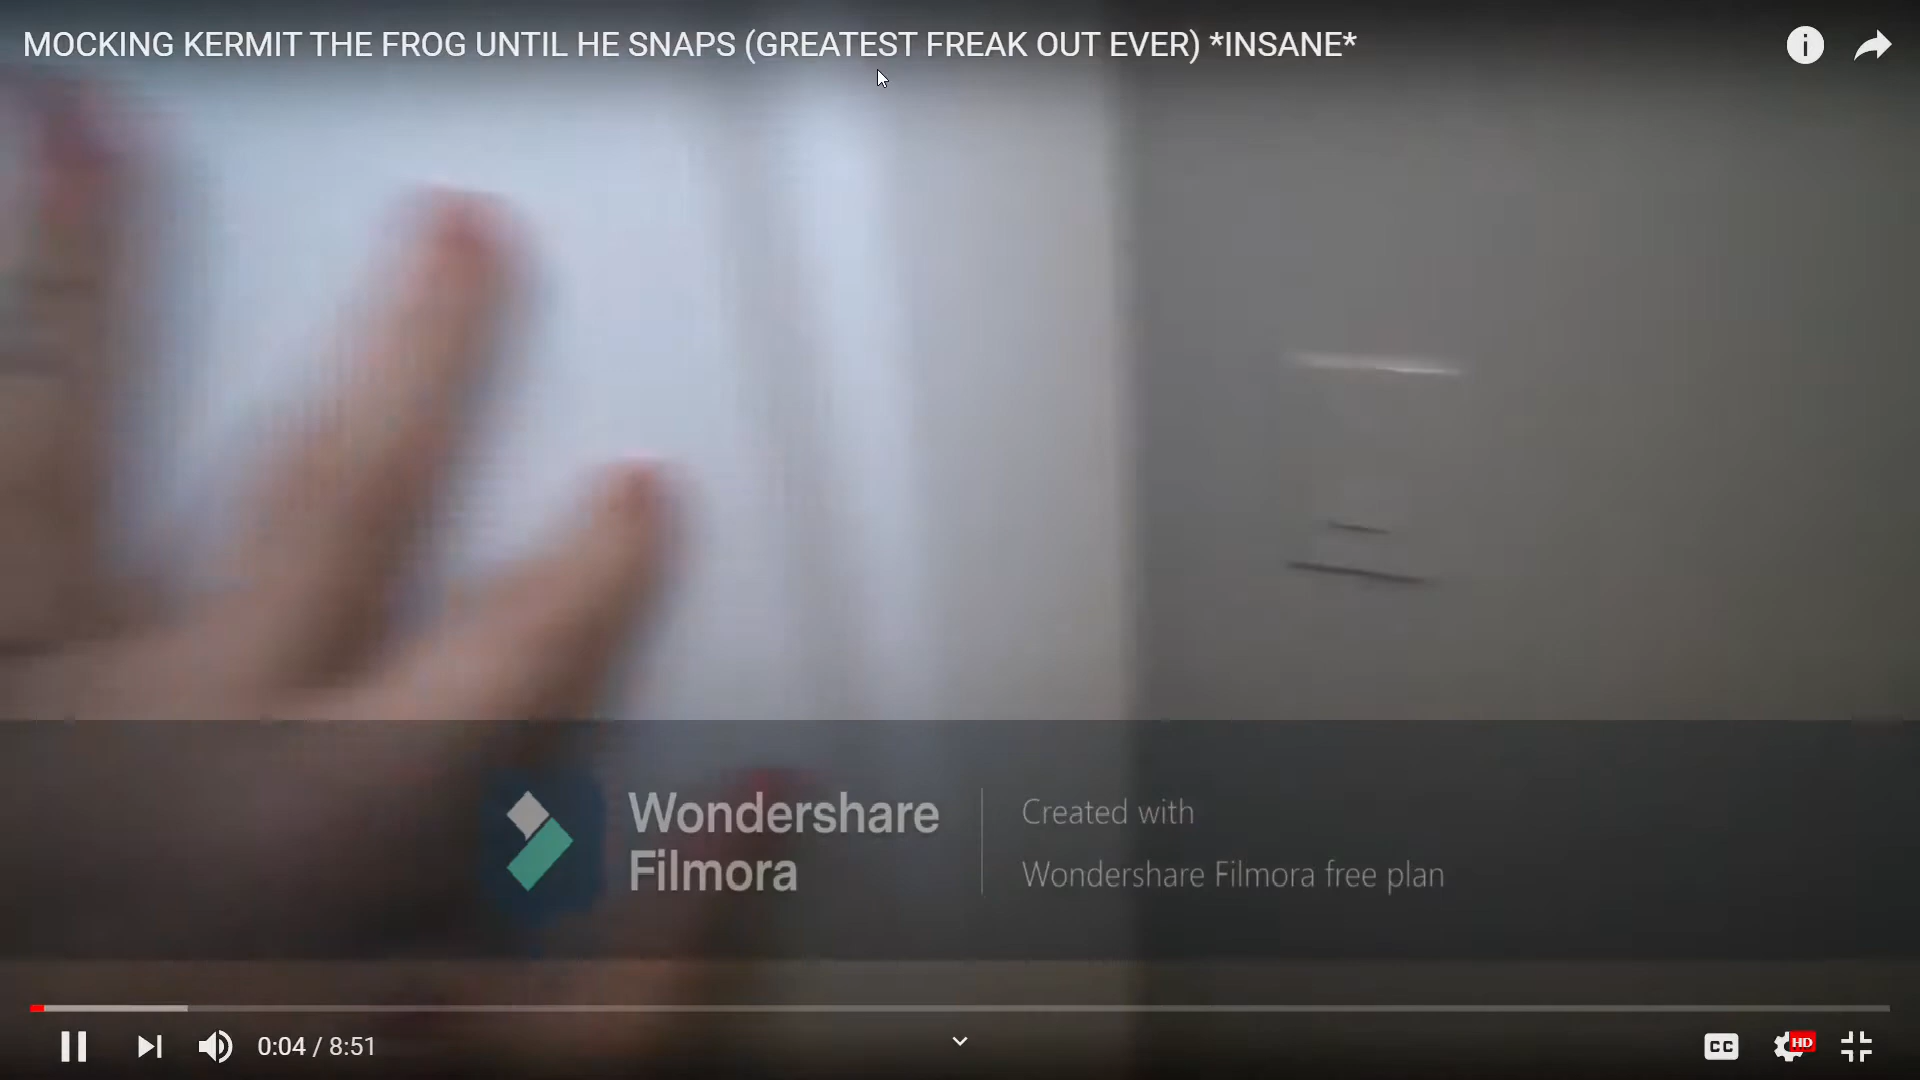 MOCKING KERMIT THE FROG UNTIL HE SNAPS (GREATEST FREAK OUT EVER) *INSANE*
Wondershare
Filmora
Created with
Wondershare Filmora free plan
0:04 / 8:51
CC
HD